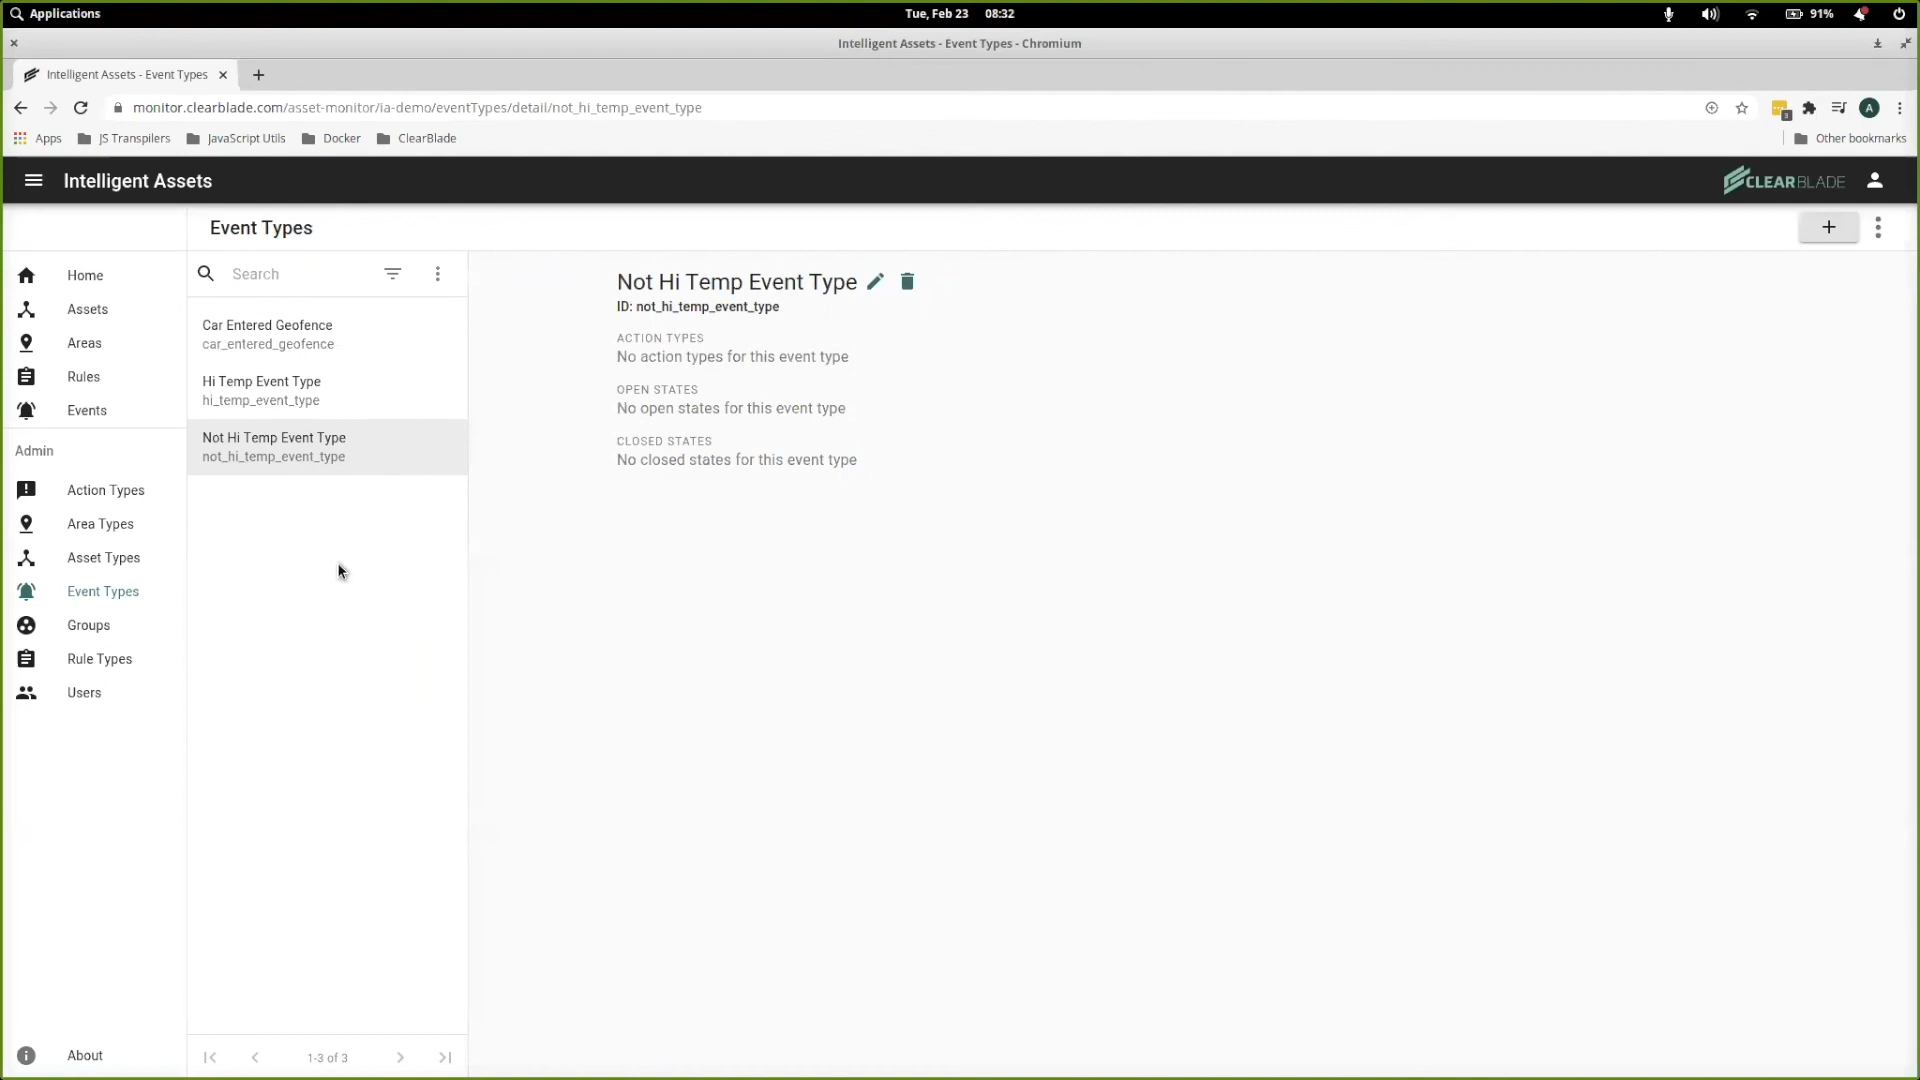 Applications
Tue, Feb 23 08:32
91%
Intelligent Assets - Event Types - Chromium
Intelligent Assets - Event Types
monitor.clearblade.com/asset-monitor/ia-demo/eventTypes/detail/not_hi_temp_event_type
A
Apps
JS Transpilers
JavaScript Utils
Docker
ClearBlade
Other bookmarks
Intelligent Assets
CLEARBLADE
Event Types
Home
Assets
Areas
Rules
Events
Admin
Action Types
Area Types
Asset Types
Event Types
Groups
Rule Types
Users
About
Search
Car Entered Geofence
car_entered_geofence
Hi Temp Event Type
hi_temp_event_type
Not Hi Temp Event Type
not_hi_temp_event_type
1-3 of 3
Not Hi Temp Event Type
ID: not_hi_temp_event_type
ACTION TYPES
No action types for this event type
OPEN STATES
No open states for this event type
CLOSED STATES
No closed states for this event type